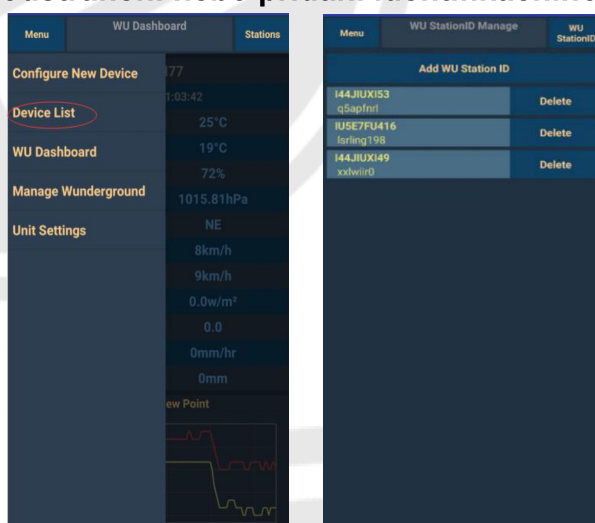 Menu
WU Dashboard
Stations
Configure New Device
Device List
WU Dashboard
Manage Wunderground
Unit Settings
77
1:03:42
25°C
19°C
72%
1015.81hPa
NE
8km/h
9km/h
0.0w/m²
0.0
0mm/hr
0mm
ew Point
Menu
WU StationID Manage
WU
StationID
Add WU Station ID
I44JIUXI53
q5apfnrl
Delete
IU5E7FU416
lsrling198
Delete
I44JIUXI49
xxlwiir0
Delete